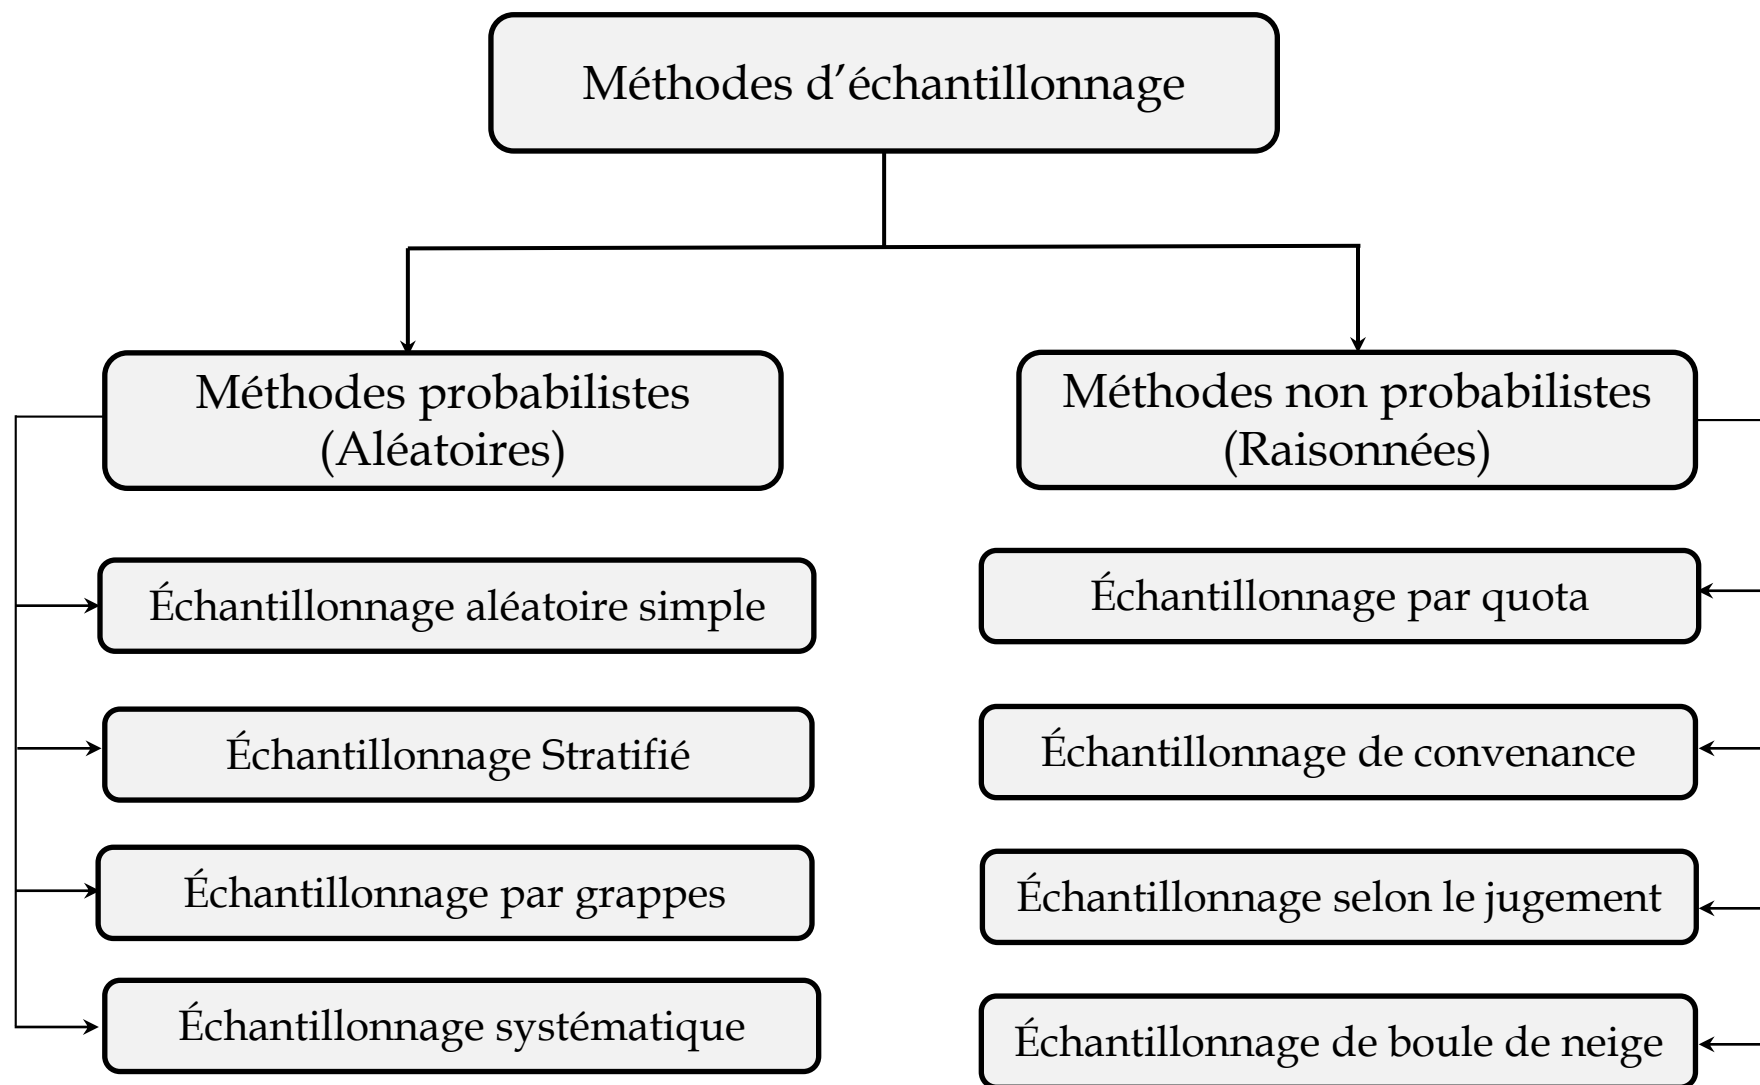 Méthodes d’échantillonnage
Méthodes probabilistes
(Aléatoires)
Échantillonnage aléatoire simple
Échantillonnage Stratifié
Échantillonnage par grappes
Échantillonnage systématique
Méthodes non probabilistes
(Raisonnées)
Échantillonnage par quota
Échantillonnage de convenance
Échantillonnage selon le jugement
Échantillonnage de boule de neige